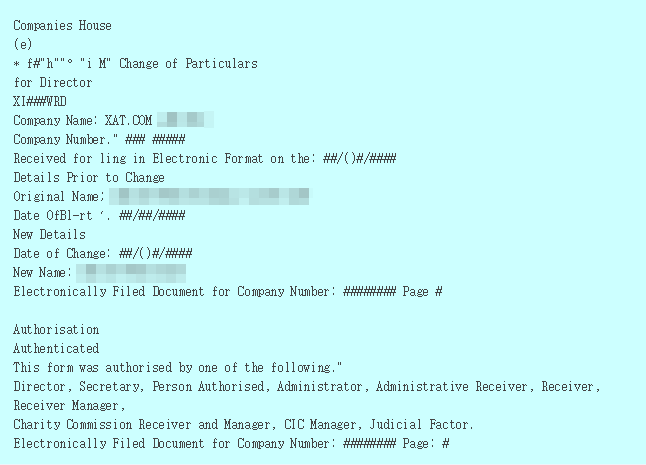 Companies House
(e)
* f#"h""° "i M" Change of Particulars
for Director
XI###WRD
Company Name: XAT.COM
Company Number." ### #####
Received for ling in Electronic Format on the: ##/()#/####
Details Prior to Change
Original Name;
Date OfBl-rt ′. ##/##/####
New Details
Date of Change: ##/()#/####
New Name:
Electronically Filed Document for Company Number: ######## Page #
Authorisation
Authenticated
This form was authorised by one of the following."
Director, Secretary, Person Authorised, Administrator, Administrative Receiver, Receiver,
Receiver Manager,
Charity Commission Receiver and Manager, CIC Manager, Judicial Factor.
Electronically Filed Document for Company Number: ######## Page: #